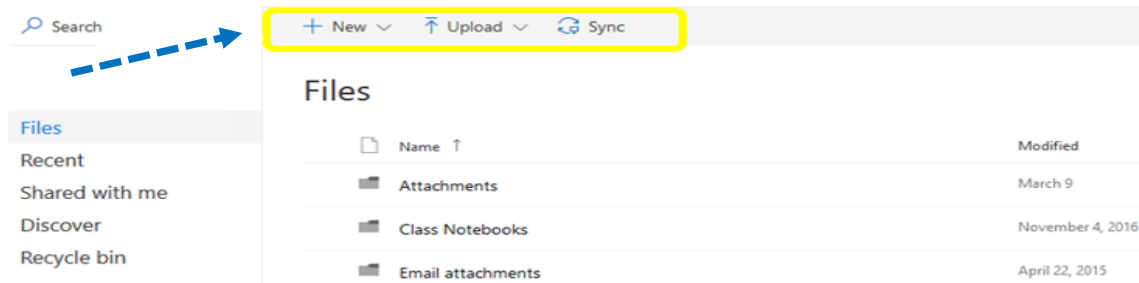 Search
New Upload Sync
Files
Files
Recent
Shared with me
Discover
Recycle bin
Name Modified
Attachments March 9
Class Notebooks November 4, 2016
Email attachments April 22, 2015